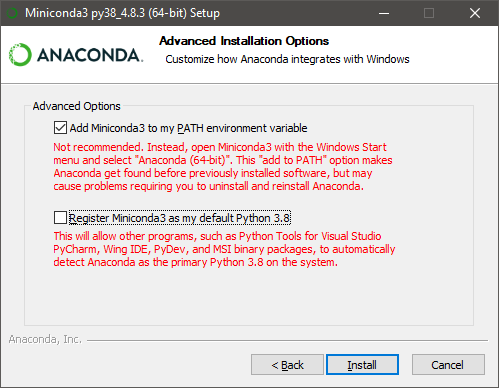 Miniconda3 py38_4.8.3 (64-bit) Setup
ANACONDA.
Advanced Installation Options
Customize how Anaconda integrates with Windows
Advanced Options
Add Miniconda3 to my PATH environment variable
Not recommended. Instead, open Miniconda3 with the Windows Start
menu and select "Anaconda (64-bit)". This "add to PATH" option makes
Anaconda get found before previously installed software, but may
cause problems requiring you to uninstall and reinstall Anaconda.
Register Miniconda3 as my default Python 3.8
This will allow other programs, such as Python Tools for Visual Studio
PyCharm, Wing IDE, PyDev, and MSI binary packages, to automatically
detect Anaconda as the primary Python 3.8 on the system.
Anaconda, Inc.
< Back
Install
Cancel